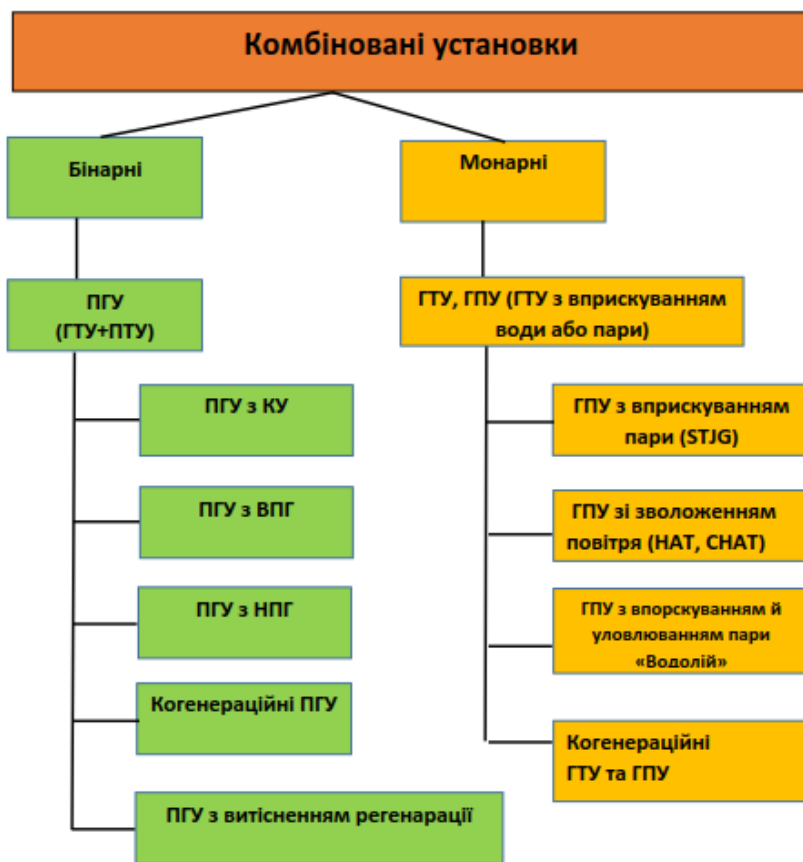 Комбіновані установки
Бінарні
Монарні
ПГУ
(ГТУ+ПТУ)
ГТУ, ГПУ (ГТУ з вприскуванням
води або пари)
ПГУ з КУ
ПГУ з ВПГ
ПГУ з НПГ
Когенераційні ПГУ
ПГУ з витісненням регенарації
ГПУ з вприскуванням
пари (STJG)
ГПУ зі зволоженням
повітря (НАТ, СНАТ)
ГПУ з впорскуванням й
уловлюванням пари
«Водолій»
Когенераційні
ГТУ та ГПУ